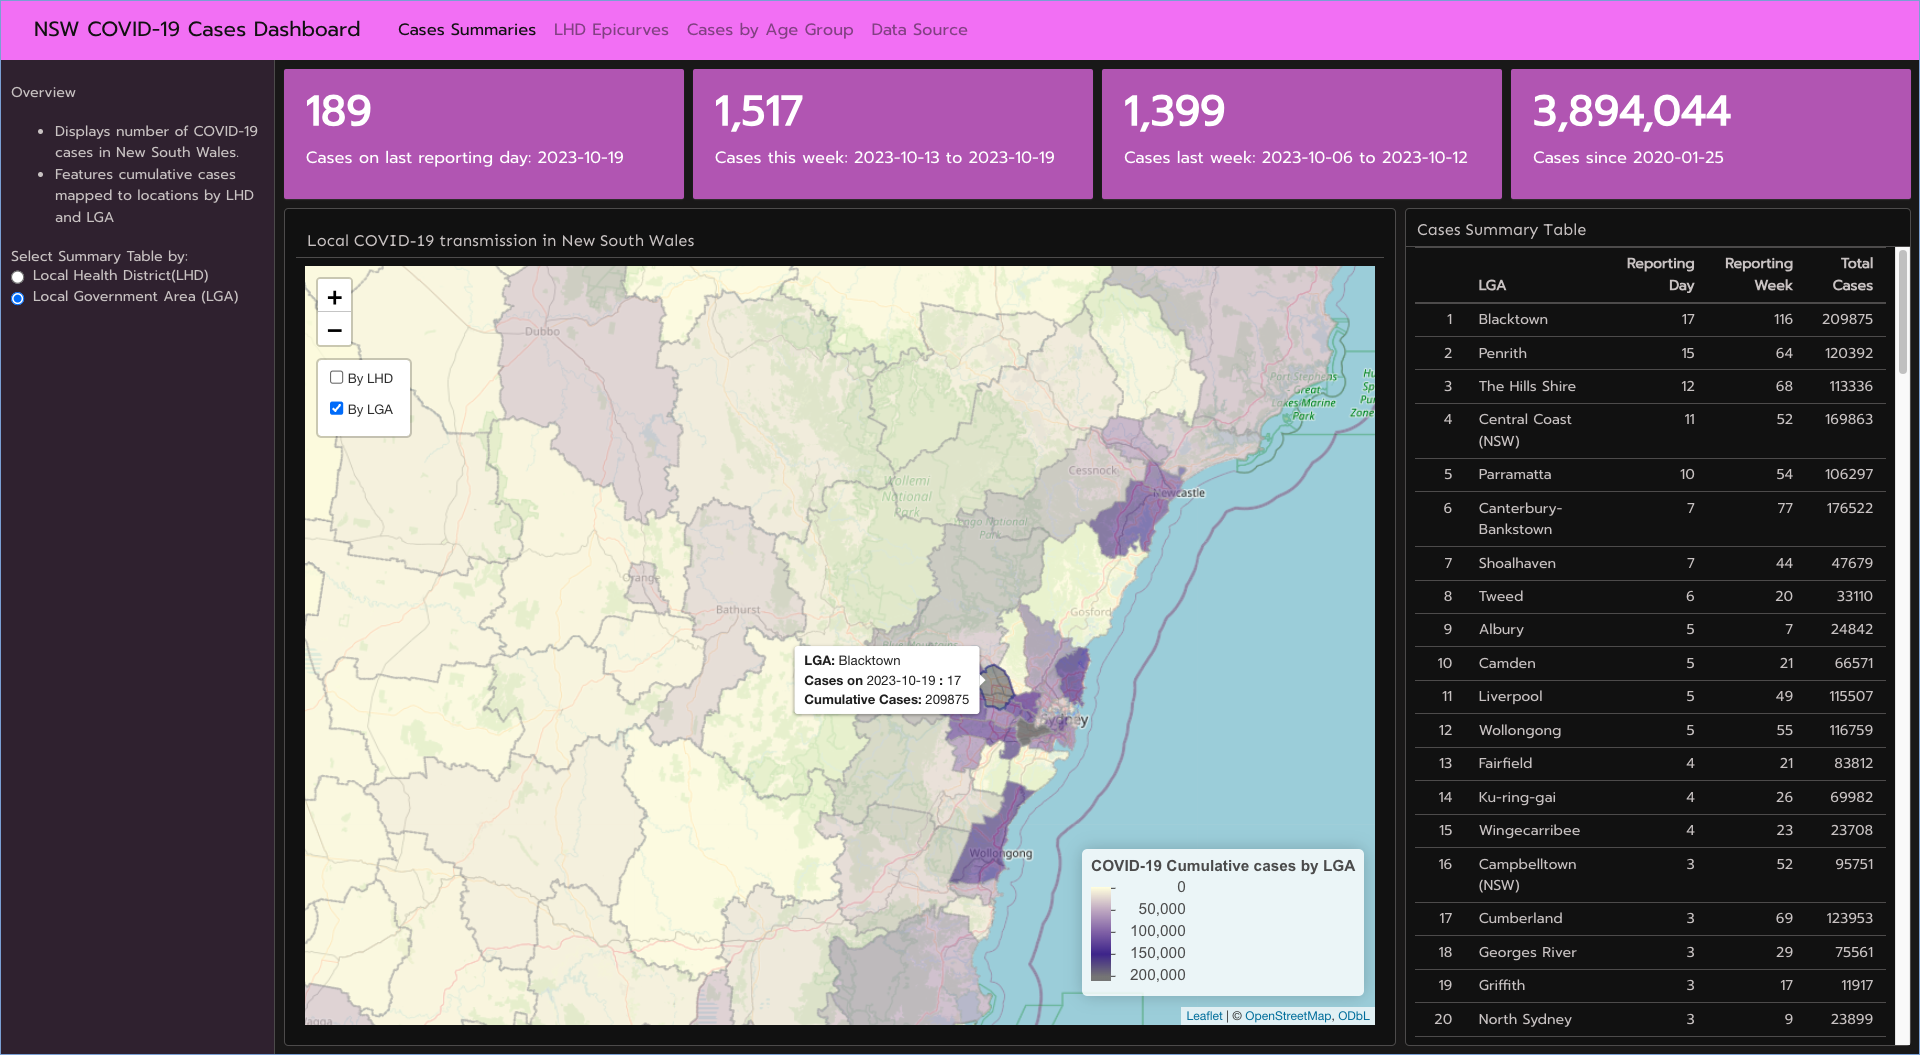 NSW COVID-19 Cases Dashboard
Cases Summaries
LHD Epicurves
Cases by Age Group
Data Source
Overview
• Displays number of COVID-19
cases in New South Wales.
• Features cumulative cases
mapped to locations by LHD
and LGA
Select Summary Table by:
Local Health District(LHD)
Local Government Area (LGA)
189
Cases on last reporting day: 2023-10-19
1,517
Cases this week: 2023-10-13 to 2023-10-19
1,399
Cases last week: 2023-10-06 to 2023-10-12
3,894,044
Cases since 2020-01-25
Local COVID-19 transmission in New South Wales
+
−
By LHD
By LGA
Dubbo
Port Stephens-
Great
Lakes Marine
Park
Cessnock
Wollemi
National
Park
Newcastle
Orange
Bathurst
Gosford
Blue Mountains
LGA: Blacktown
Cases on 2023-10-19 : 17
Cumulative Cases: 209875
Sydney
Wollongong
COVID-19 Cumulative cases by LGA
0
50,000
100,000
150,000
200,000
Leaflet | © OpenStreetMap, ODbL
Cases Summary Table
LGA Reporting Day Reporting Week Total Cases
1 Blacktown 17 116 209875
2 Penrith 15 64 120392
3 The Hills Shire 12 68 113336
4 Central Coast (NSW) 11 52 169863
5 Parramatta 10 54 106297
6 Canterbury-Bankstown 7 77 176522
7 Shoalhaven 7 44 47679
8 Tweed 6 20 33110
9 Albury 5 7 24842
10 Camden 5 21 66571
11 Liverpool 5 49 115507
12 Wollongong 5 55 116759
13 Fairfield 4 21 83812
14 Ku-ring-gai 4 26 69982
15 Wingecarribee 4 23 23708
16 Campbelltown (NSW) 3 52 95751
17 Cumberland 3 69 123953
18 Georges River 3 29 75561
19 Griffith 3 17 11917
20 North Sydney 3 9 23899